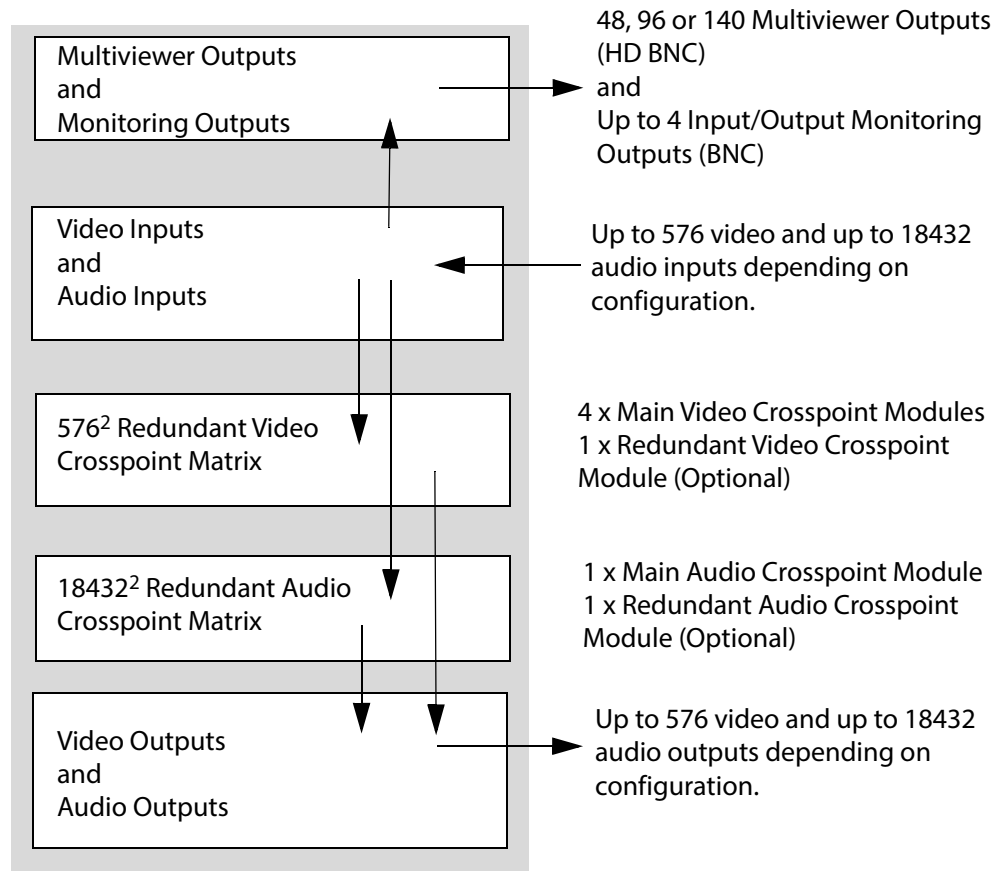 Multiviewer Outputs
and
Monitoring Outputs
48, 96 or 140 Multiviewer Outputs
(HD BNC)
and
Up to 4 Input/Output Monitoring
Outputs (BNC)
Video Inputs
and
Audio Inputs
Up to 576 video and up to 18432
audio inputs depending on
configuration.
576² Redundant Video
Crosspoint Matrix
4 x Main Video Crosspoint Modules
1 x Redundant Video Crosspoint
Module (Optional)
18432² Redundant Audio
Crosspoint Matrix
1 x Main Audio Crosspoint Module
1 x Redundant Audio Crosspoint
Module (Optional)
Video Outputs
and
Audio Outputs
Up to 576 video and up to 18432
audio outputs depending on
configuration.